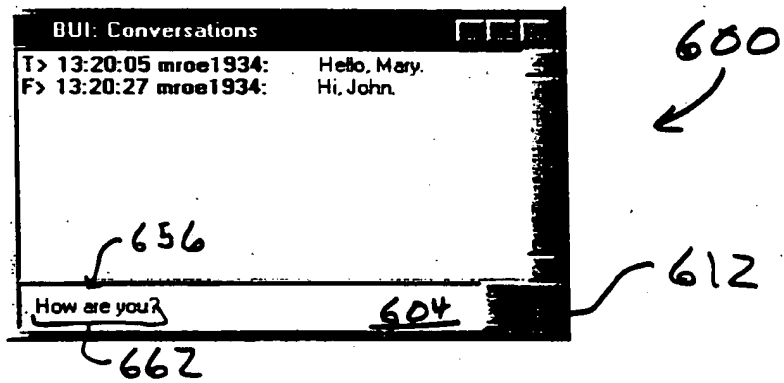 BUI: Conversations
600
T> 13:20:05 mroe1934: Hello, Mary.
F> 13:20:27 mroe1934: Hi, John.
656
612
How are you?
604
662